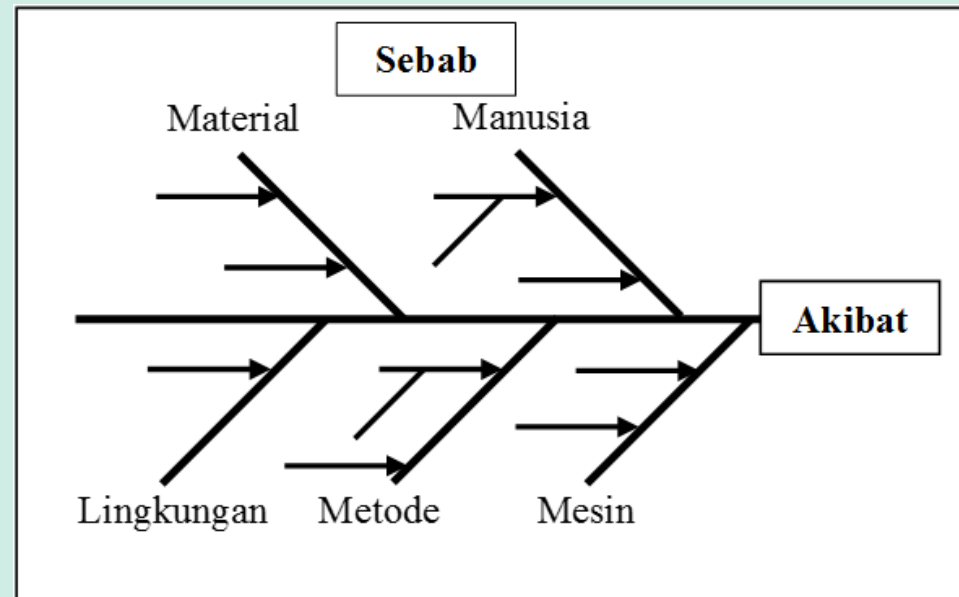 Sebab
Material
Manusia
Akibat
Lingkungan
Metode
Mesin